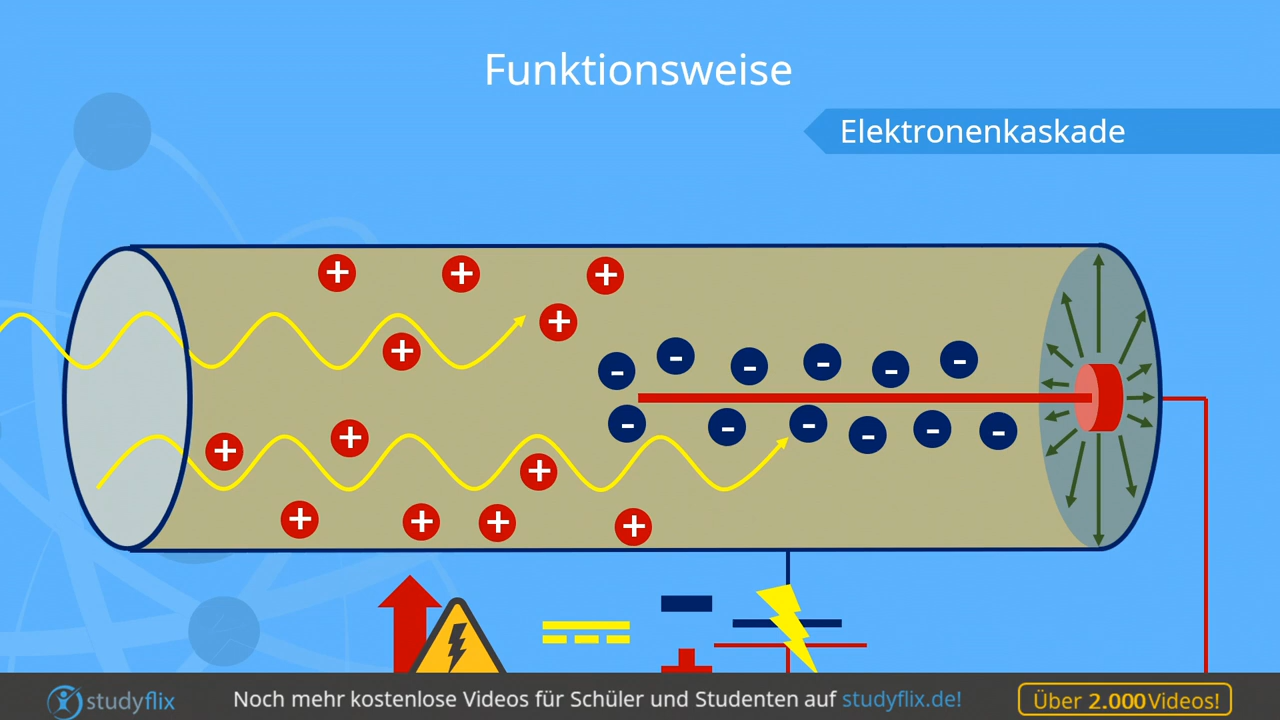 Funktionsweise
Elektronenkaskade
studyflix
Noch mehr kostenlose Videos für Schüler und Studenten auf studyflix.de!
Über 2.000 Videos!